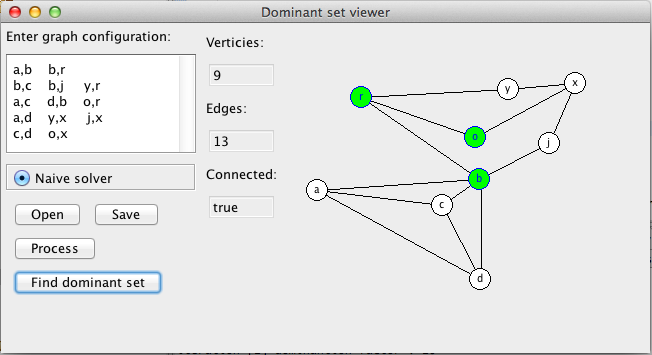 Dominant set viewer
Enter graph configuration:
a,b b,r
b,c b,j y,r
a,c d,b o,r
a,d y,x j,x
c,d o,x
Naive solver
Open Save
Process
Find dominant set
Verticies:
9
Edges:
13
Connected:
true
r
y
x
o
j
b
a
c
d